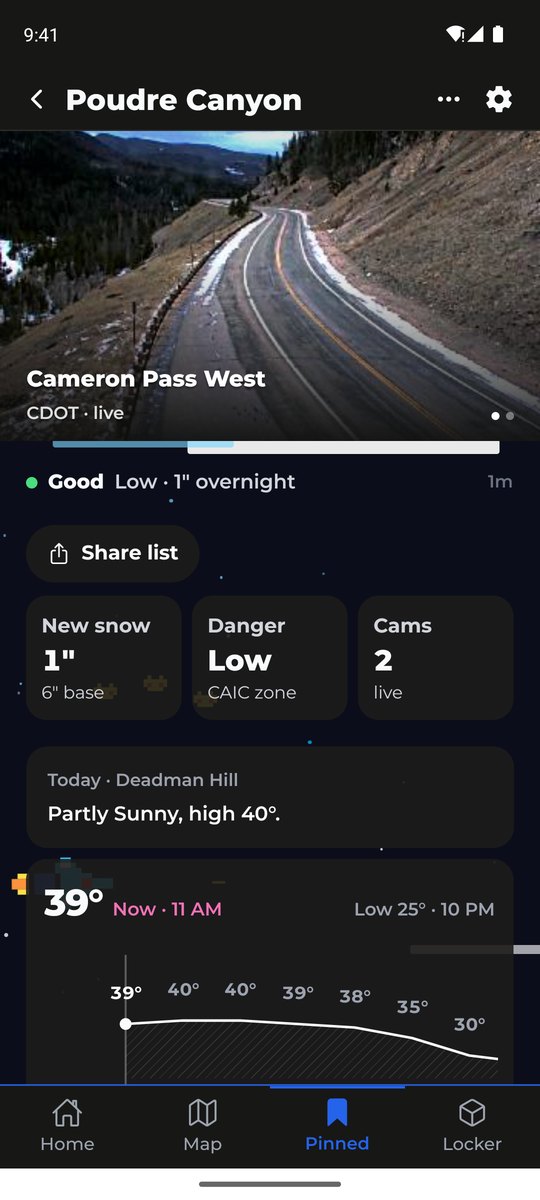 9:41
Poudre Canyon
Cameron Pass West
CDOT · live
Good Low · 1" overnight 1m
Share list
New snow Danger Cams
1" Low 2
6" base CAIC zone live
Today · Deadman Hill
Partly Sunny, high 40°.
39° Now · 11 AM Low 25° · 10 PM
39° 40° 40° 39° 38° 35° 30°
Home Map Pinned Locker